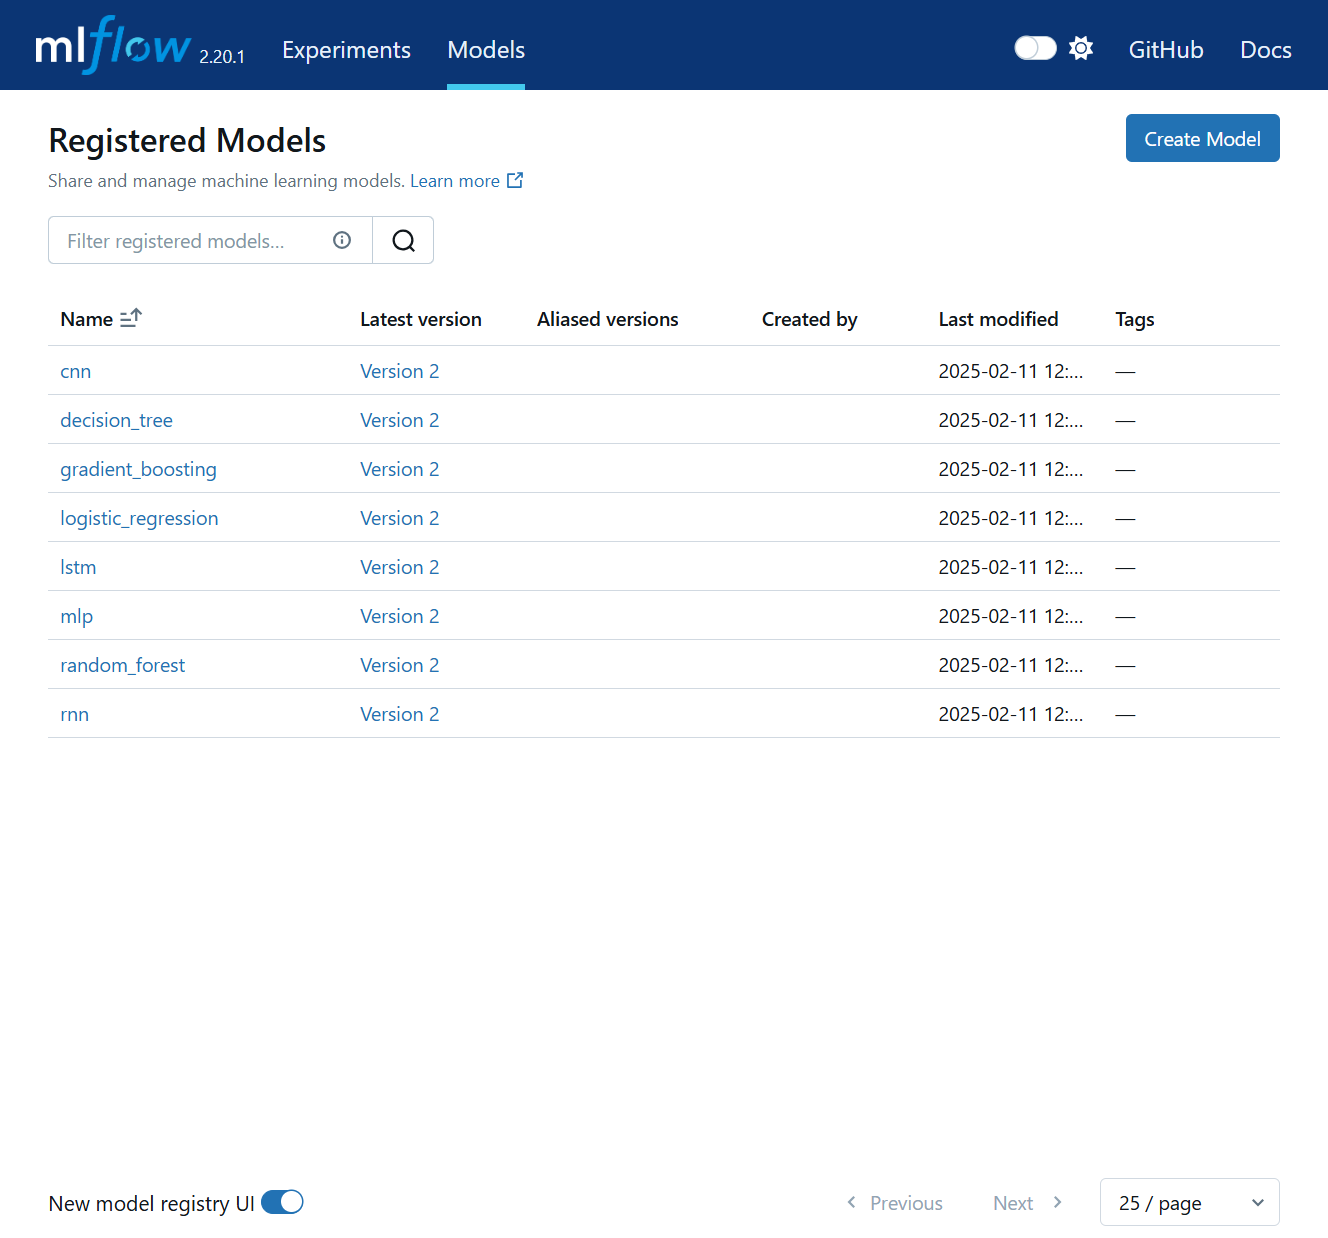 mlflow 2.20.1 Experiments Models GitHub Docs
Registered Models Create Model
Share and manage machine learning models. Learn more
Filter registered models...
Name Latest version Aliased versions Created by Last modified Tags
cnn Version 2 2025-02-11 12:... —
decision_tree Version 2 2025-02-11 12:... —
gradient_boosting Version 2 2025-02-11 12:... —
logistic_regression Version 2 2025-02-11 12:... —
lstm Version 2 2025-02-11 12:... —
mlp Version 2 2025-02-11 12:... —
random_forest Version 2 2025-02-11 12:... —
rnn Version 2 2025-02-11 12:... —
New model registry UI Previous Next 25 / page